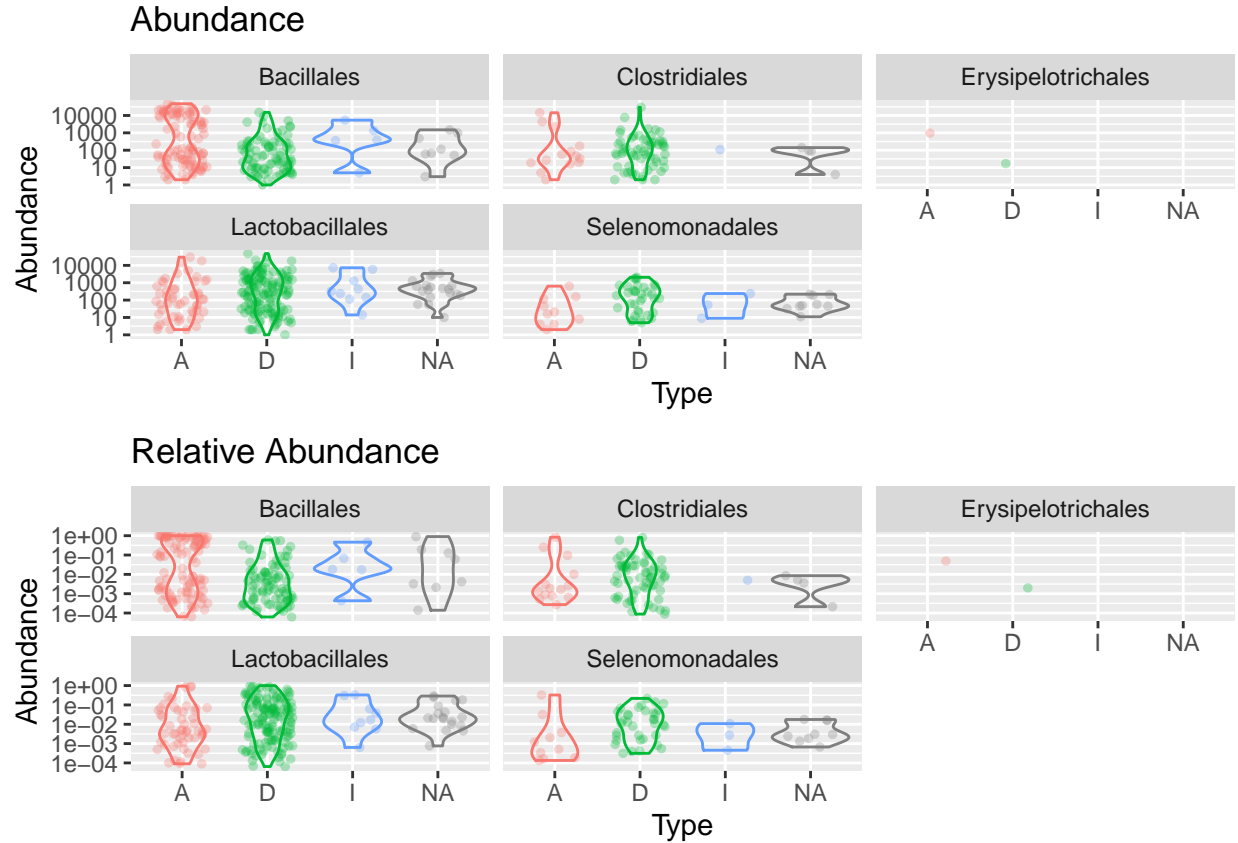 Abundance
Bacillales Clostridiales Erysipelotrichales
10000
1000
100
10
1
A D I NA
Lactobacillales Selenomonadales
10000
1000
100
10
1
A D I NA A D I NA
Abundance
Type
Relative Abundance
Bacillales Clostridiales Erysipelotrichales
1e+00
1e-01
1e-02
1e-03
1e-04
A D I NA
Lactobacillales Selenomonadales
1e+00
1e-01
1e-02
1e-03
1e-04
A D I NA A D I NA
Abundance
Type